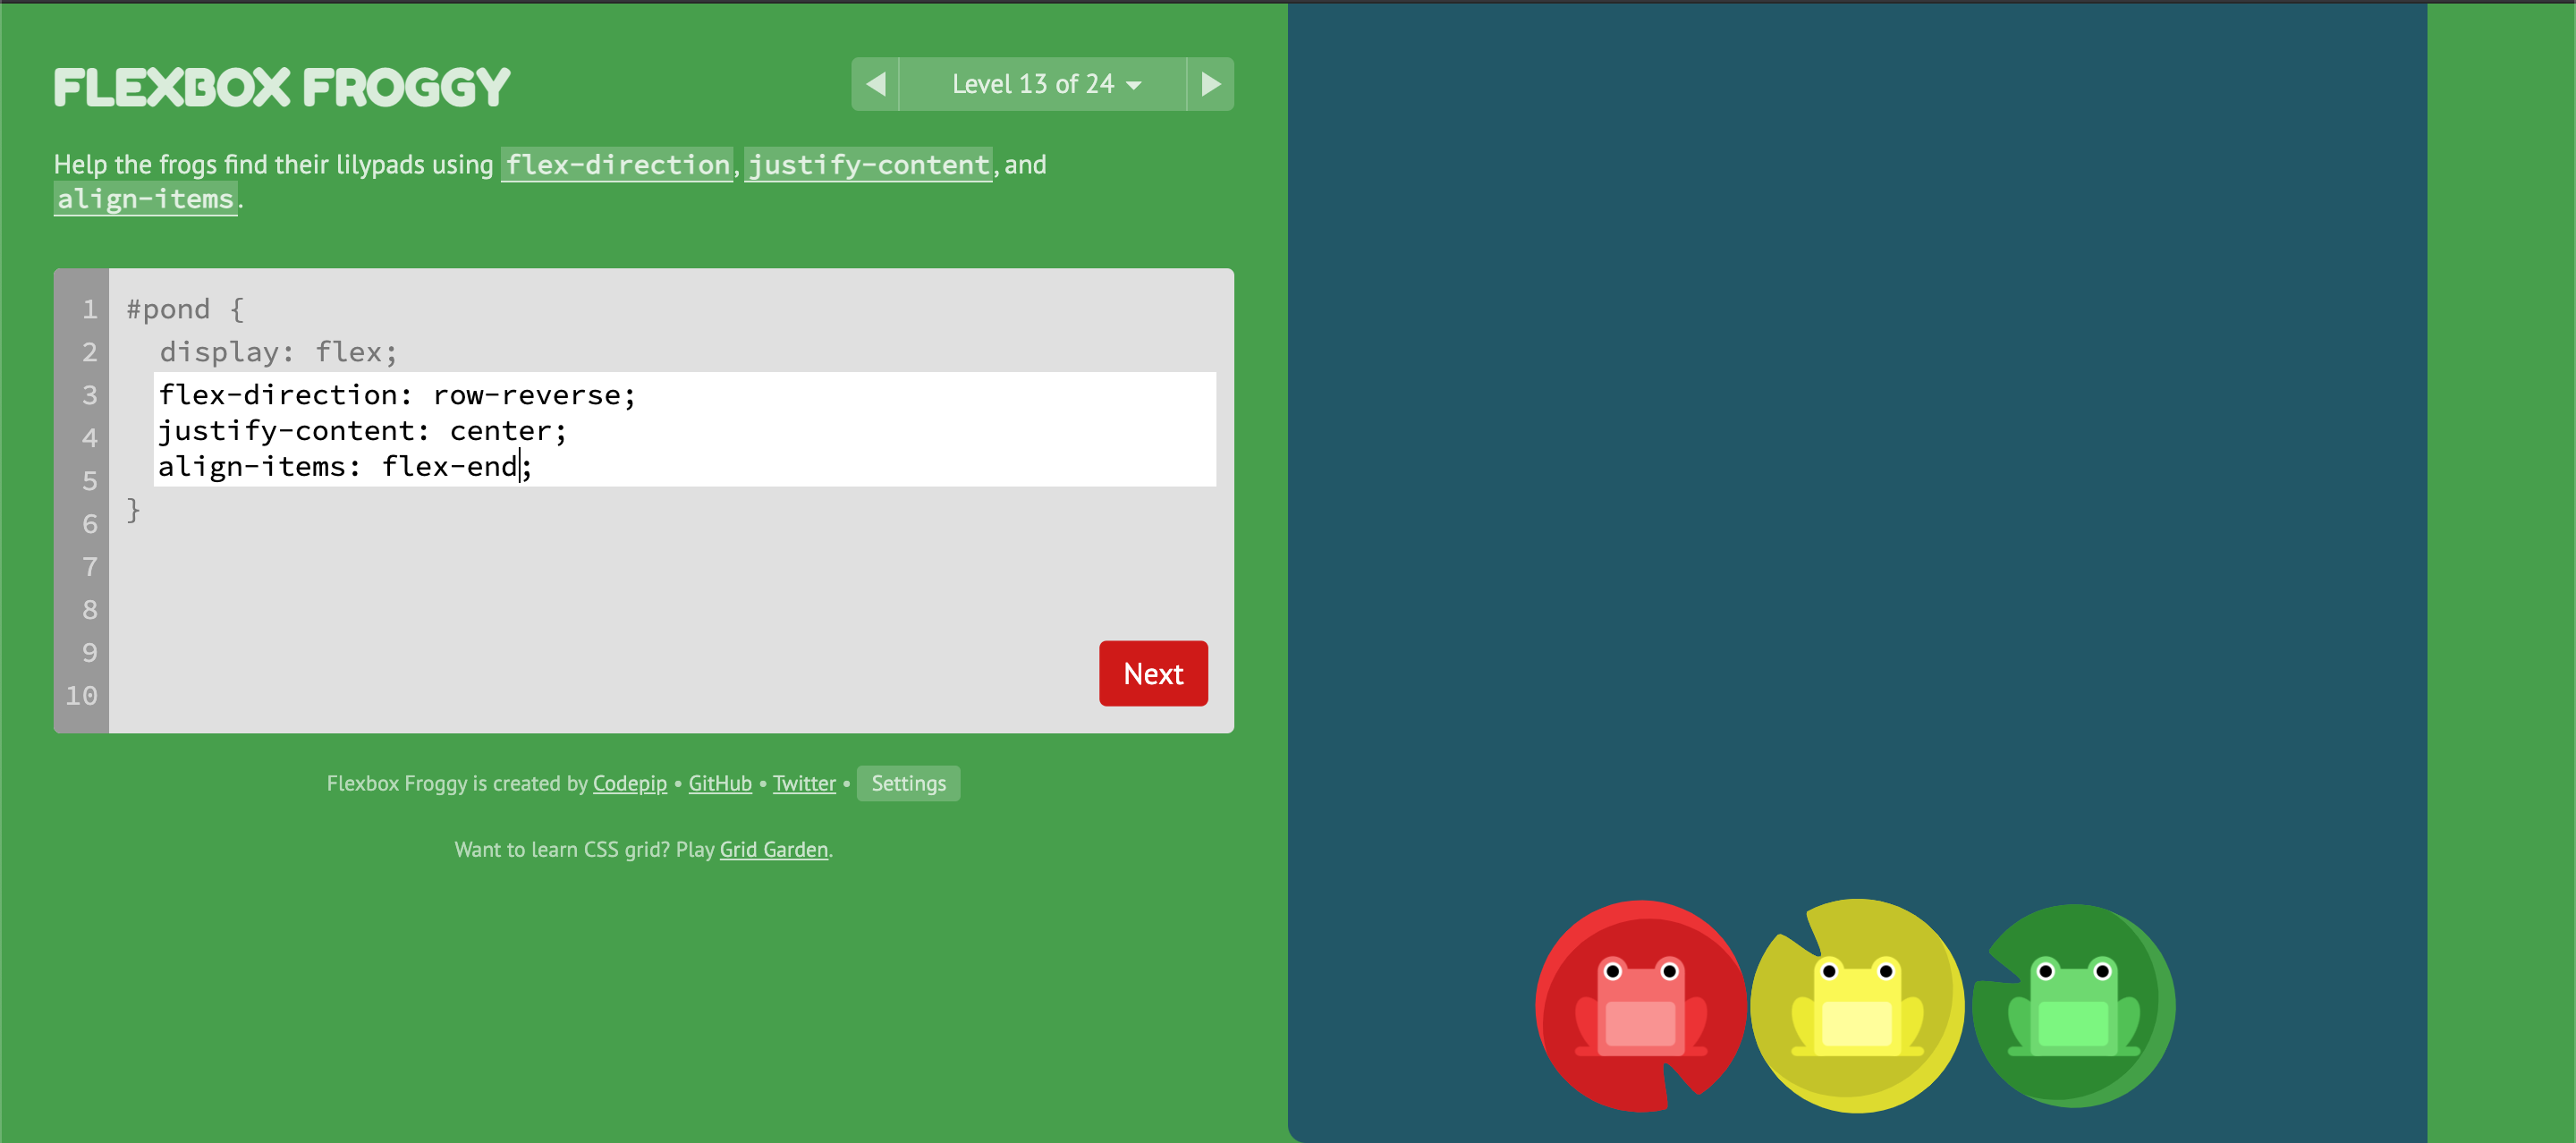 FLEXBOX FROGGY
Level 13 of 24
Help the frogs find their lilypads using flex-direction, justify-content, and
align-items.
1 #pond {
2 display: flex;
3 flex-direction: row-reverse;
4 justify-content: center;
5 align-items: flex-end;
6 }
7
8
9
10
Next
Flexbox Froggy is created by Codepip • GitHub • Twitter • Settings
Want to learn CSS grid? Play Grid Garden.